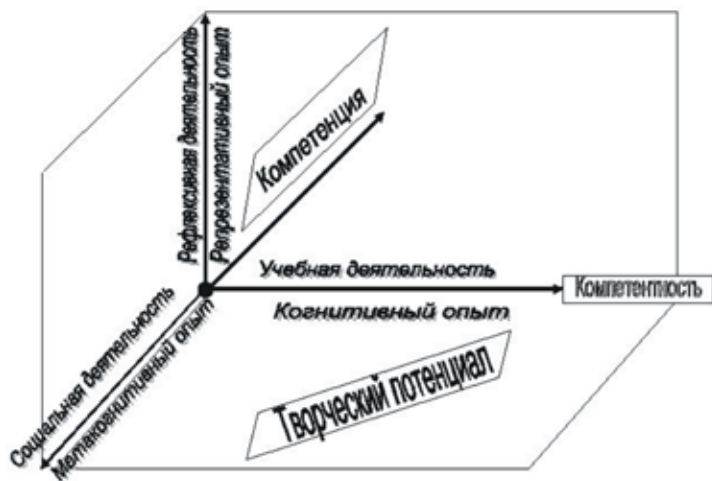 Рефлексивная деятельность
Репрезентативный опыт
Компетенция
Учебная деятельность
Компетентность
Когнитивный опыт
Социальная деятельность
Метакогнитивный опыт
Творческий потенциал